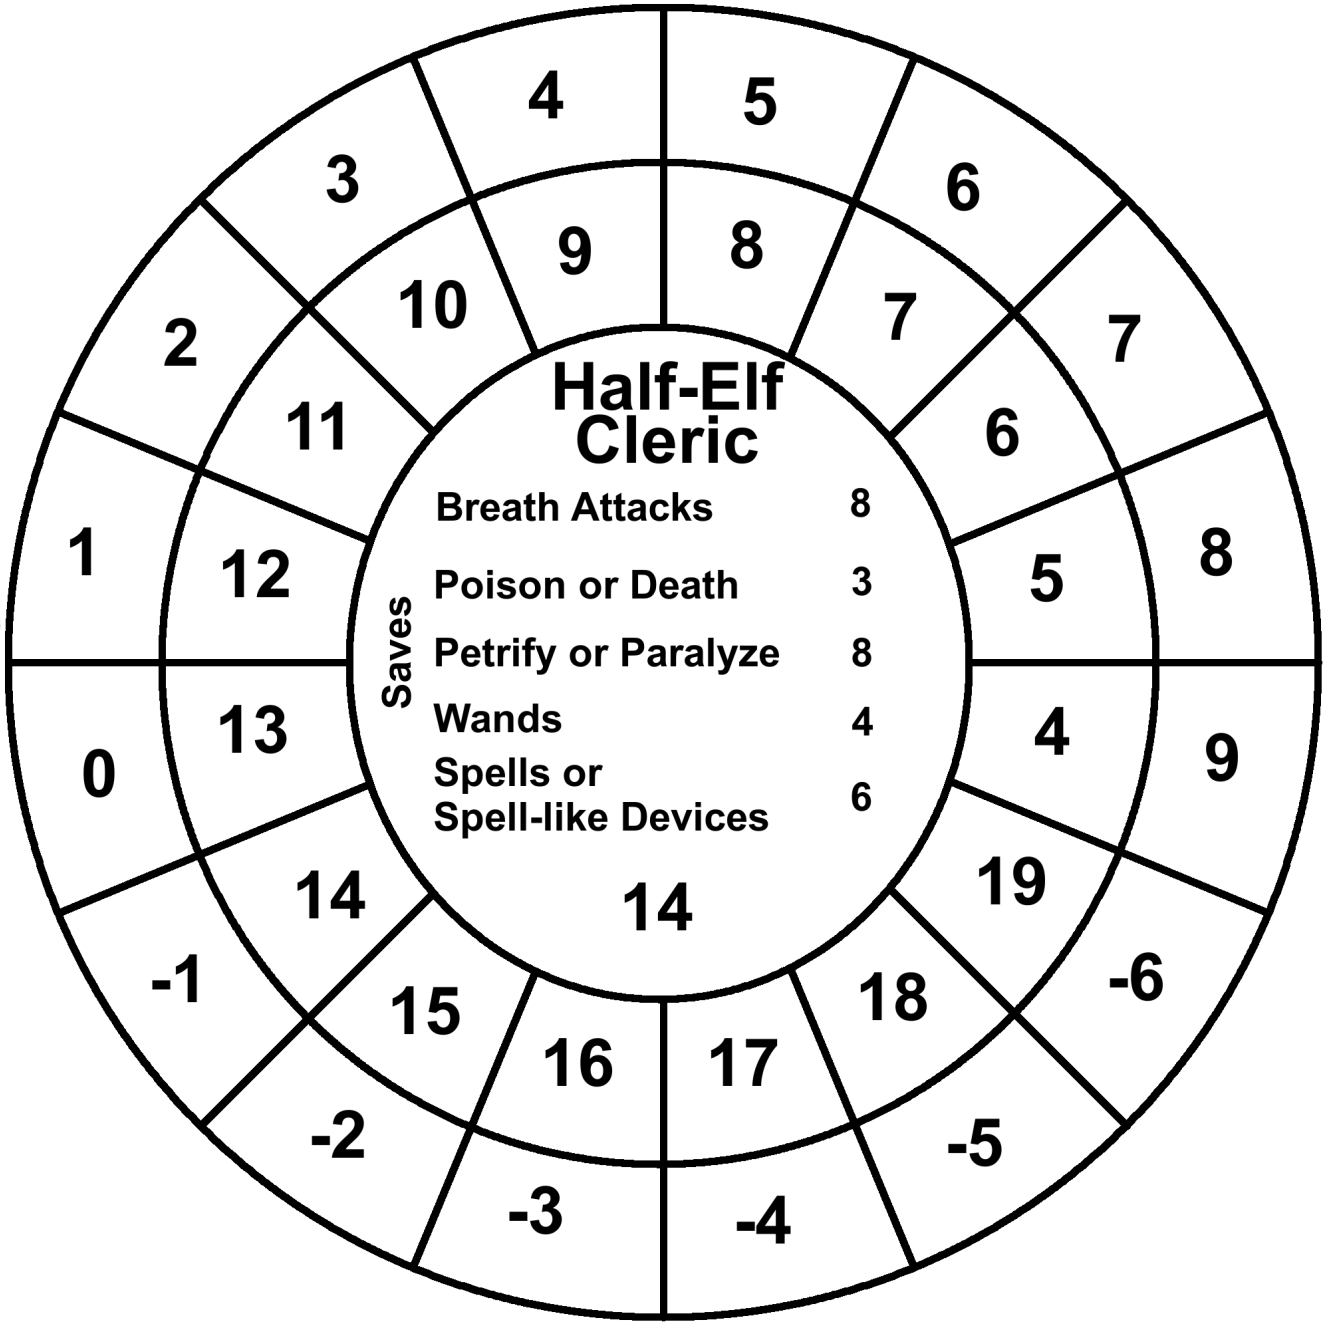 4 5
3 6
9 8
10 7
2 7
11 6
Half-Elf
Cleric
Breath Attacks 8
1 8
12 5
Poison or Death 3
Saves
Petrify or Paralyze 8
Wands 4
13 4
0 9
Spells or
Spell-like Devices 6
14 19
14
-1 -6
15 18
16 17
-2 -5
-3 -4